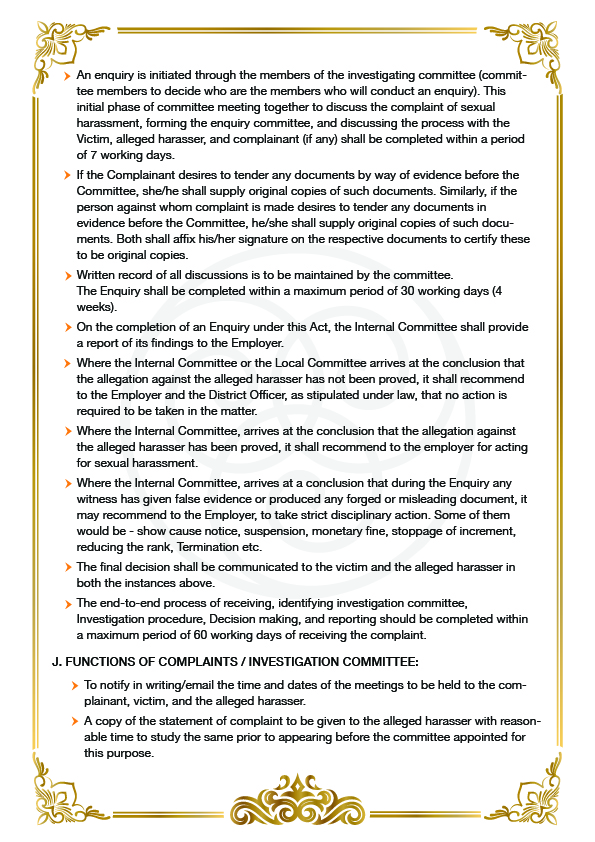 An enquiry is initiated through the members of the investigating committee (commit-
tee members to decide who are the members who will conduct an enquiry). This
initial phase of committee meeting together to discuss the complaint of sexual
harassment, forming the enquiry committee, and discussing the process with the
Victim, alleged harasser, and complainant (if any) shall be completed within a period
of 7 working days.
If the Complainant desires to tender any documents by way of evidence before the
Committee, she/he shall supply original copies of such documents. Similarly, if the
person against whom complaint is made desires to tender any documents in
evidence before the Committee, he/she shall supply original copies of such docu-
ments. Both shall affix his/her signature on the respective documents to certify these
to be original copies.
Written record of all discussions is to be maintained by the committee.
The Enquiry shall be completed within a maximum period of 30 working days (4
weeks).
On the completion of an Enquiry under this Act, the Internal Committee shall provide
a report of its findings to the Employer.
Where the Internal Committee or the Local Committee arrives at the conclusion that
the allegation against the alleged harasser has not been proved, it shall recommend
to the Employer and the District Officer, as stipulated under law, that no action is
required to be taken in the matter.
Where the Internal Committee, arrives at the conclusion that the allegation against
the alleged harasser has been proved, it shall recommend to the employer for acting
for sexual harassment.
Where the Internal Committee, arrives at a conclusion that during the Enquiry any
witness has given false evidence or produced any forged or misleading document, it
may recommend to the Employer, to take strict disciplinary action. Some of them
would be - show cause notice, suspension, monetary fine, stoppage of increment,
reducing the rank, Termination etc.
The final decision shall be communicated to the victim and the alleged harasser in
both the instances above.
The end-to-end process of receiving, identifying investigation committee,
Investigation procedure, Decision making, and reporting should be completed within
a maximum period of 60 working days of receiving the complaint.
J. FUNCTIONS OF COMPLAINTS / INVESTIGATION COMMITTEE:
To notify in writing/email the time and dates of the meetings to be held to the com-
plainant, victim, and the alleged harasser.
A copy of the statement of complaint to be given to the alleged harasser with reason-
able time to study the same prior to appearing before the committee appointed for
this purpose.